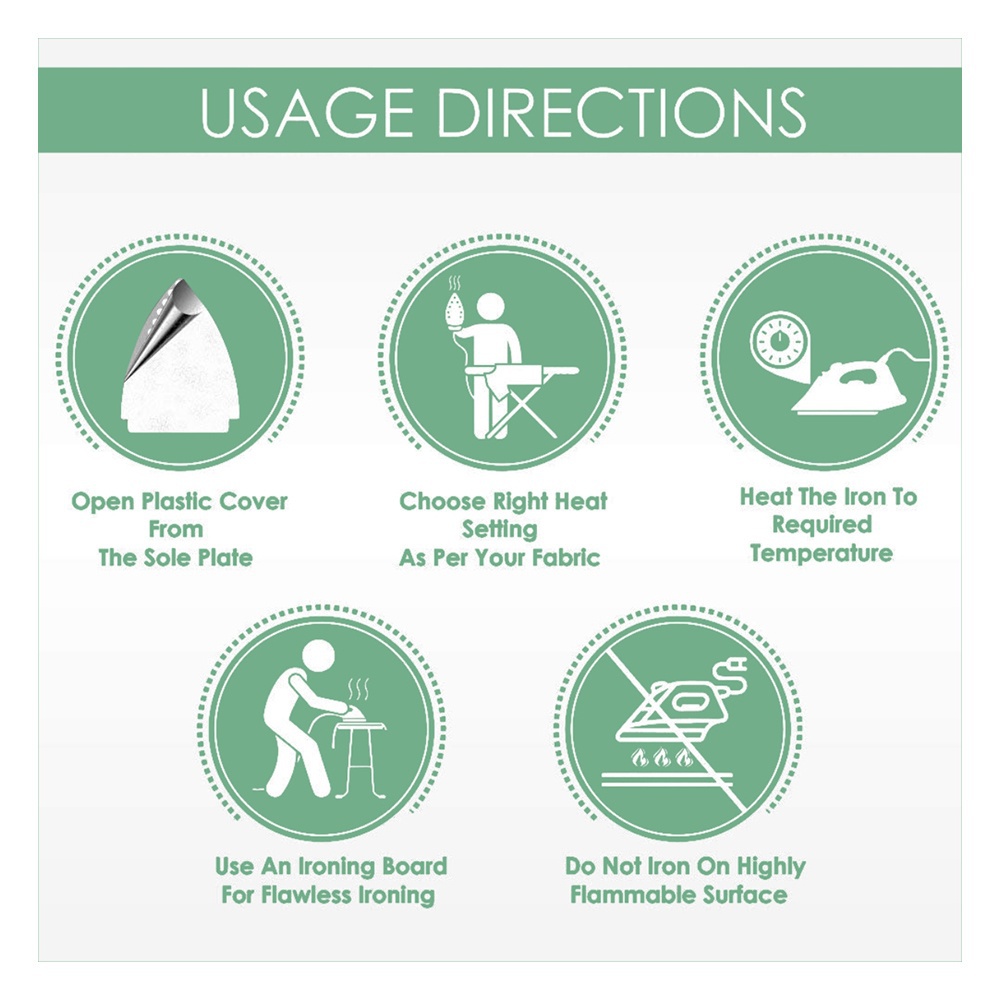 USAGE DIRECTIONS
Open Plastic Cover
From
The Sole Plate
Choose Right Heat
Setting
As Per Your Fabric
Heat The Iron To
Required
Temperature
Use An Ironing Board
For Flawless Ironing
Do Not Iron On Highly
Flammable Surface